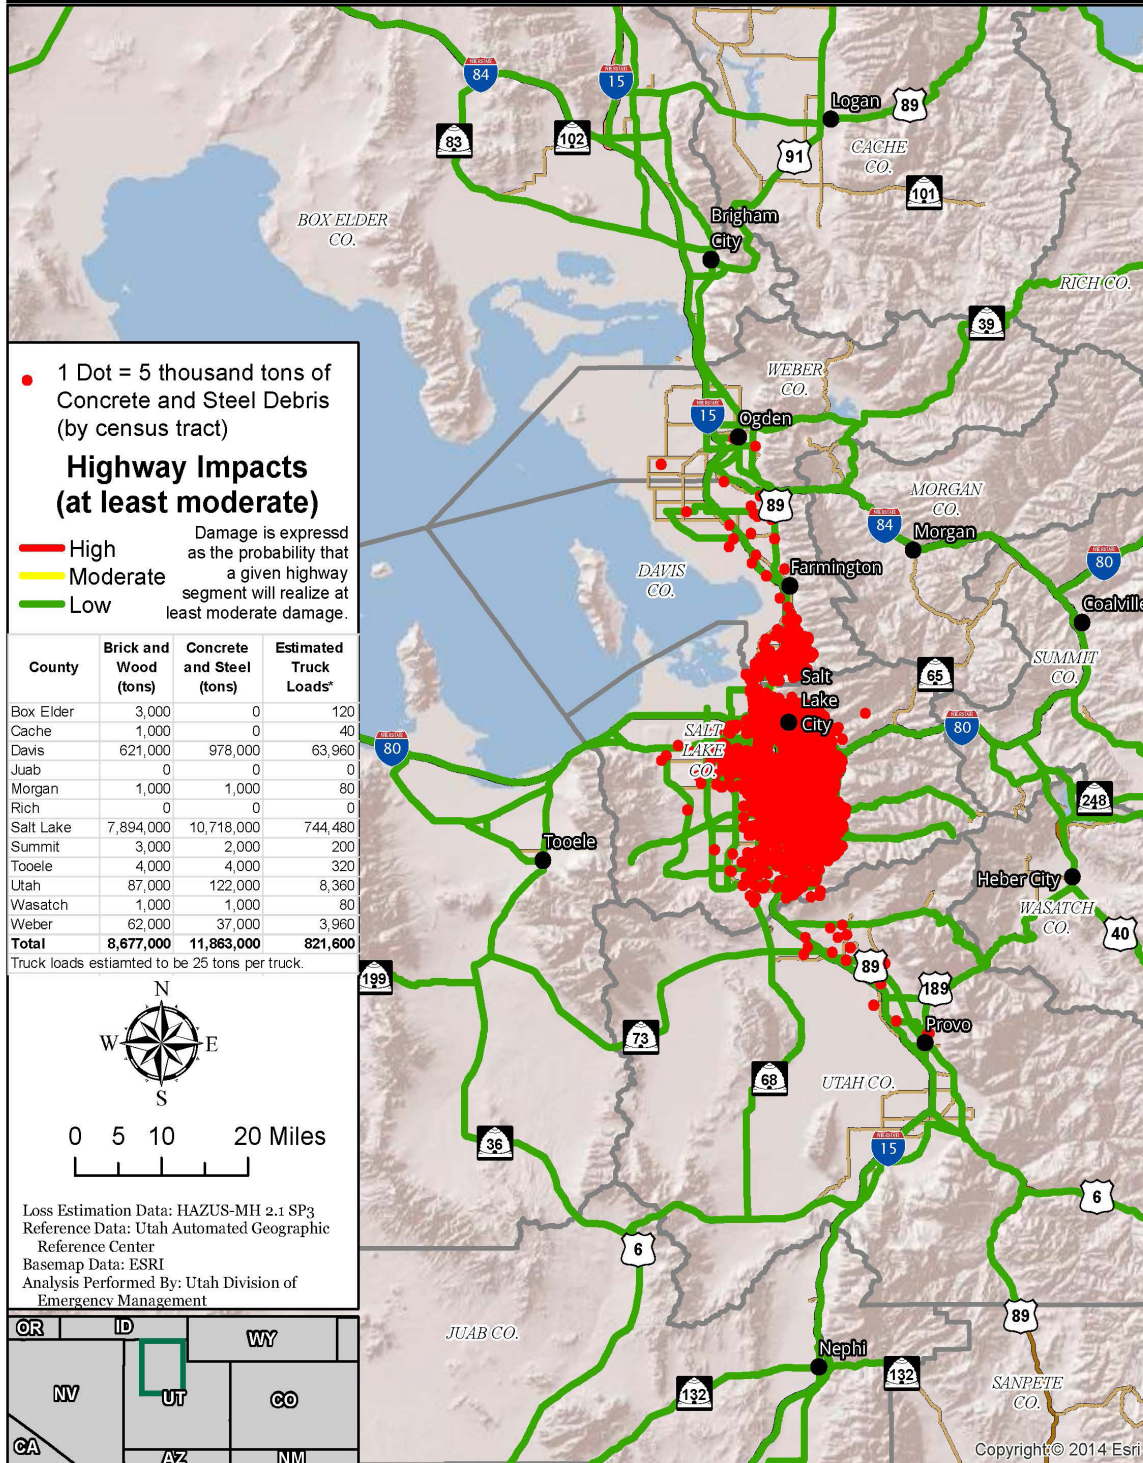 1 Dot = 5 thousand tons of
Concrete and Steel Debris
(by census tract)
Highway Impacts
(at least moderate)
High
Moderate
Low
Damage is expressd
as the probability that
a given highway
segment will realize at
least moderate damage.
County Brick and Wood (tons) Concrete and Steel (tons) Estimated Truck Loads*
Box Elder 3,000 0 120
Cache 1,000 0 40
Davis 621,000 978,000 63,960
Juab 0 0 0
Morgan 1,000 1,000 80
Rich 0 0 0
Salt Lake 7,894,000 10,718,000 744,480
Summit 3,000 2,000 200
Tooele 4,000 4,000 320
Utah 87,000 122,000 8,360
Wasatch 1,000 1,000 80
Weber 62,000 37,000 3,960
Total 8,677,000 11,863,000 821,600
Truck loads estiamted to be 25 tons per truck.
N
W E
S
0 5 10 20 Miles
Loss Estimation Data: HAZUS-MH 2.1 SP3
Reference Data: Utah Automated Geographic
Reference Center
Basemap Data: ESRI
Analysis Performed By: Utah Division of
Emergency Management
OR ID WY
NV UT CO
CA AZ NM
INTERSTATE 84
INTERSTATE 15
83
102
Logan
89
91
CACHE
CO.
101
BOX ELDER
CO.
Brigham
City
RICH CO.
39
WEBER
CO.
INTERSTATE 15
Ogden
89
MORGAN
CO.
INTERSTATE 84
Morgan
INTERSTATE 80
DAVIS
CO.
Farmington
Coalville
SUMMIT
CO.
65
Salt
Lake
City
INTERSTATE 80
SALT
LAKE
CO.
INTERSTATE 80
248
Tooele
Heber City
WASATCH
CO.
40
199
89
189
Provo
73
68
UTAH CO.
36
INTERSTATE 15
6
6
89
JUAB CO.
Nephi
132
132
SANPETE
CO.
Copyright:© 2014 Esri